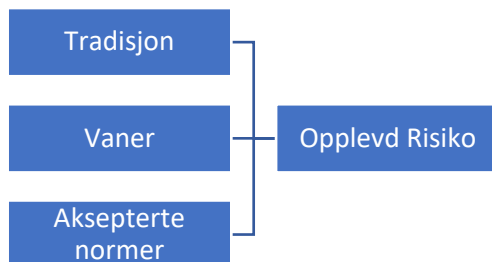 Tradisjon
Vaner
Opplevd Risiko
Aksepterte
normer